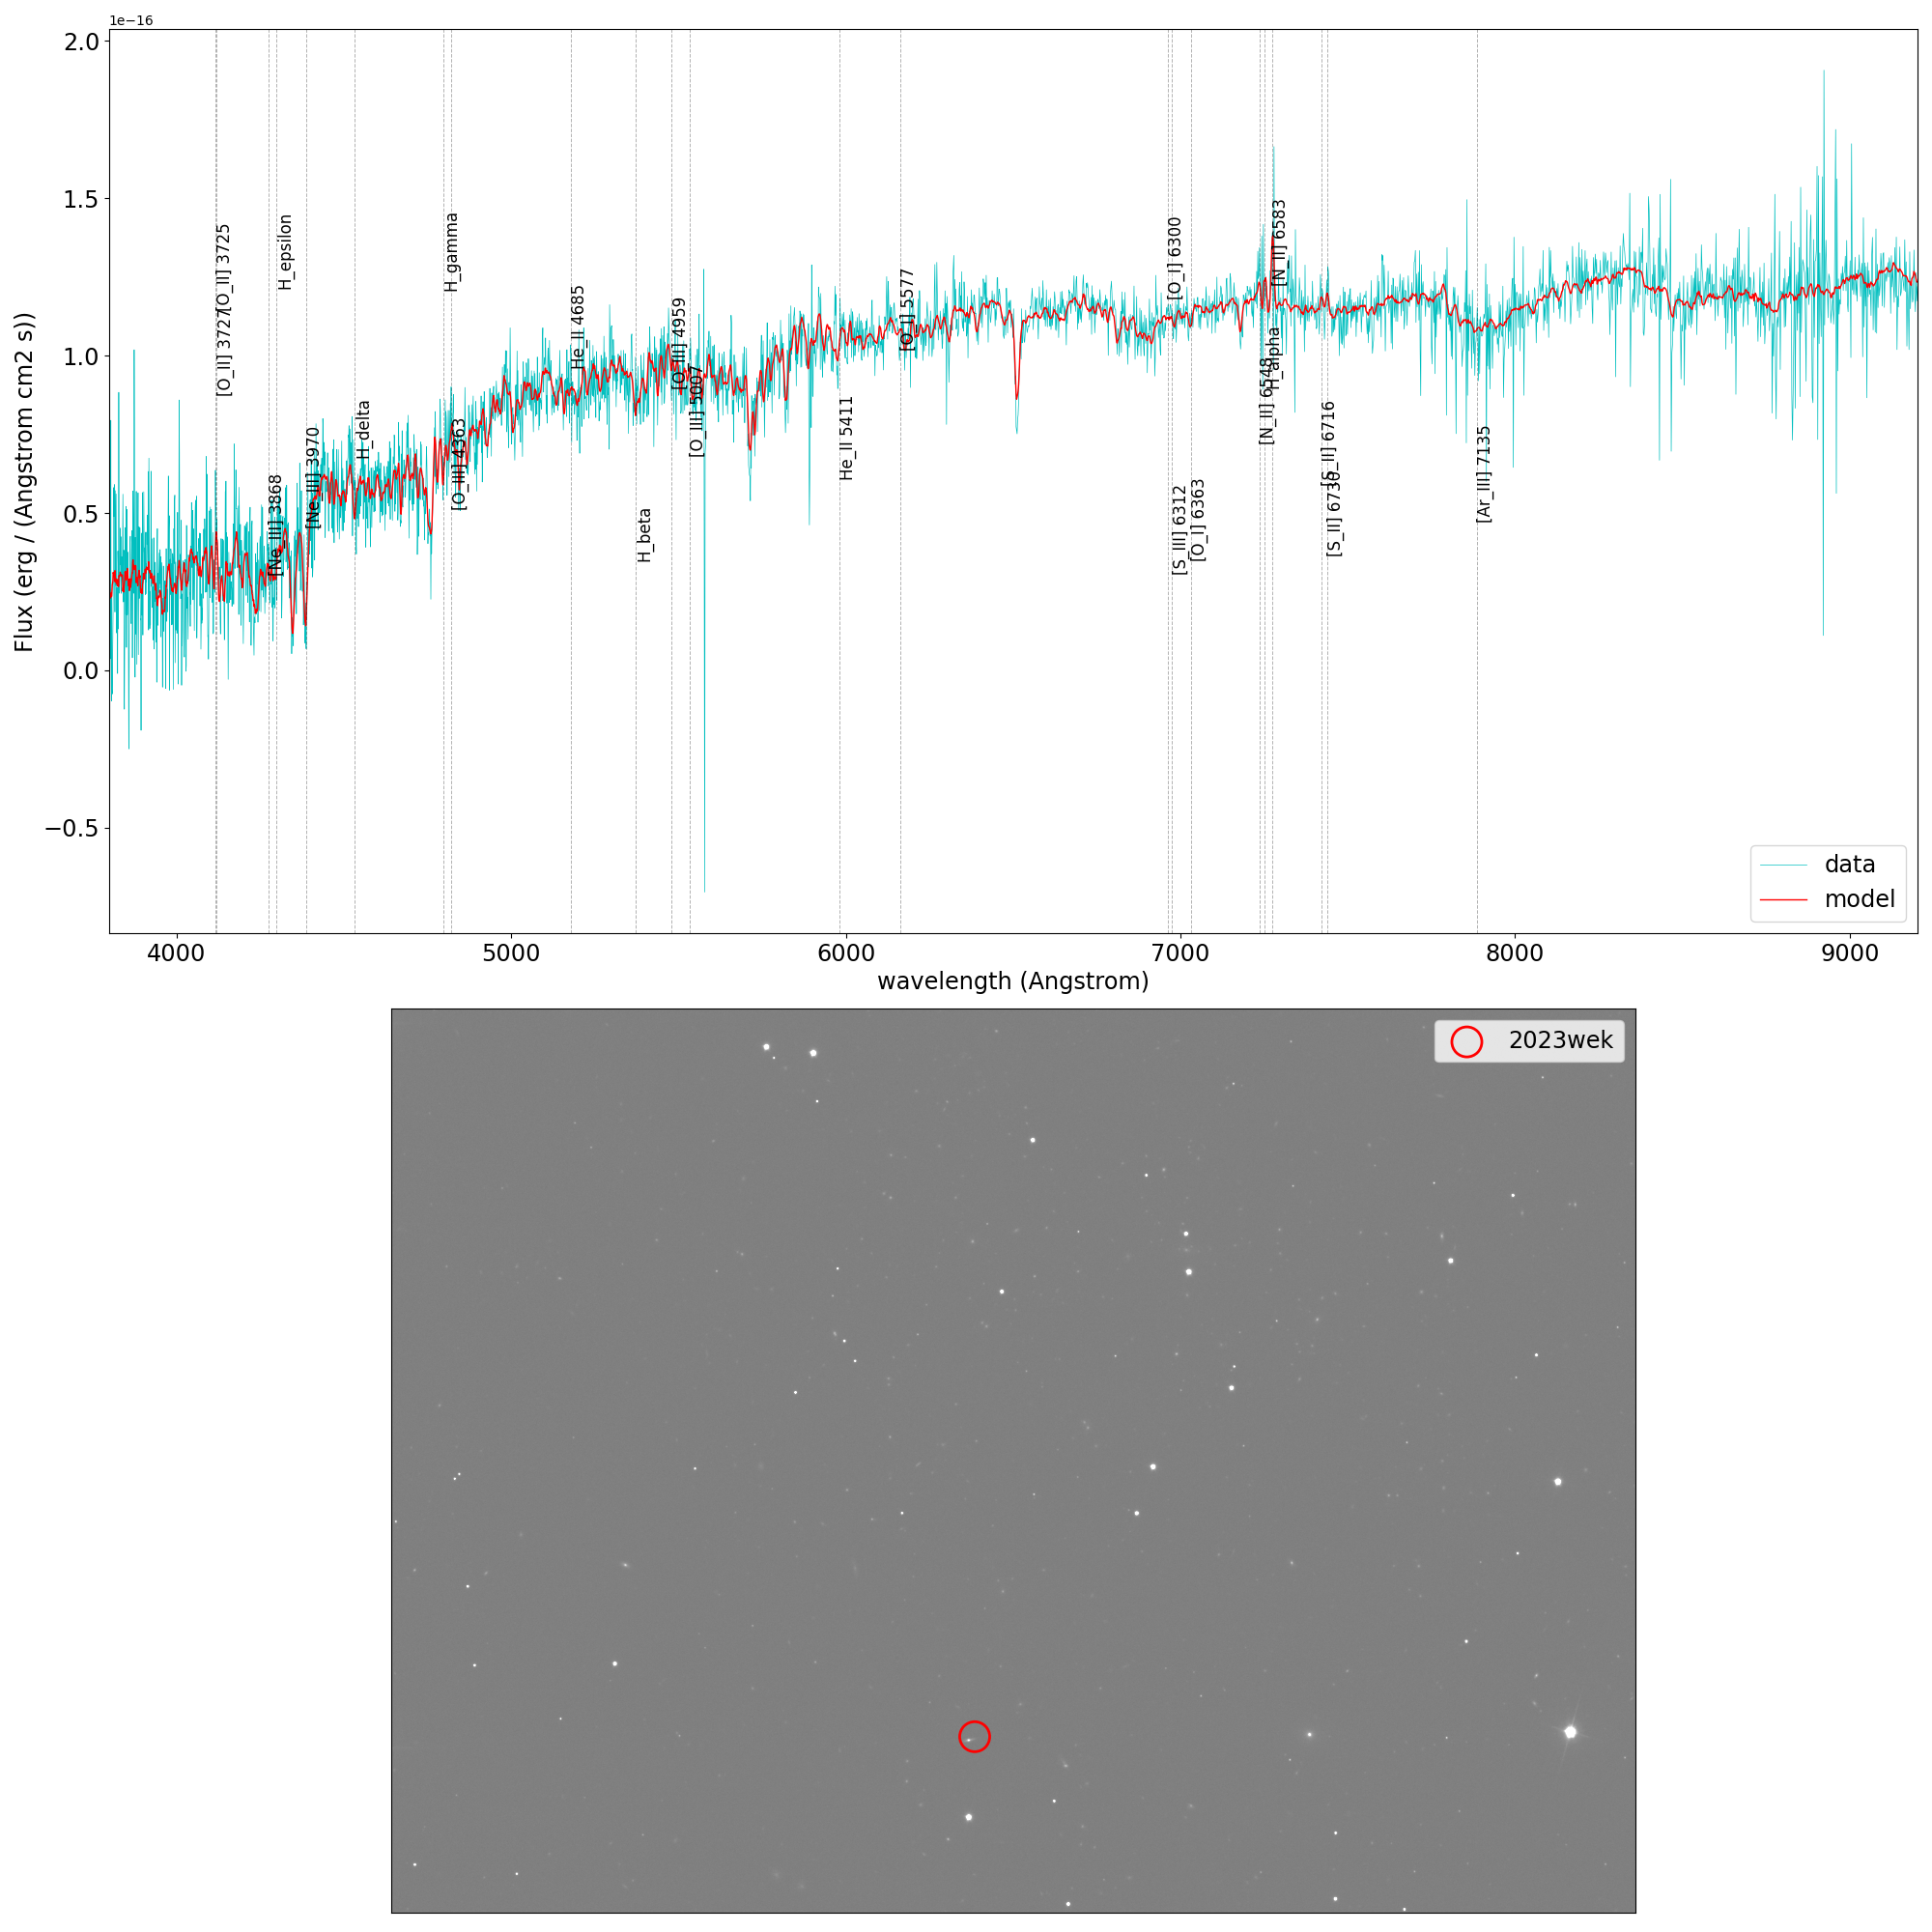 1e−16
2.0
1.5
1.0
0.5
0.0
−0.5
Flux (erg / (Angstrom cm2 s))
[O_II] 3727
[O_II] 3725
[Ne_III] 3868
H_epsilon
[Ne_III] 3970
H_delta
H_gamma
[O_III] 4363
He_II 4685
H_beta
[O_III] 4959
[O_III] 5007
He_II 5411
[O_I] 5577
[O_I] 6300
[S_III] 6312
[O_I] 6363
[N_II] 6548
H_alpha
[N_II] 6583
[S_II] 6716
[S_II] 6730
[Ar_III] 7135
data
model
4000 5000 6000 7000 8000 9000
wavelength (Angstrom)
2023wek